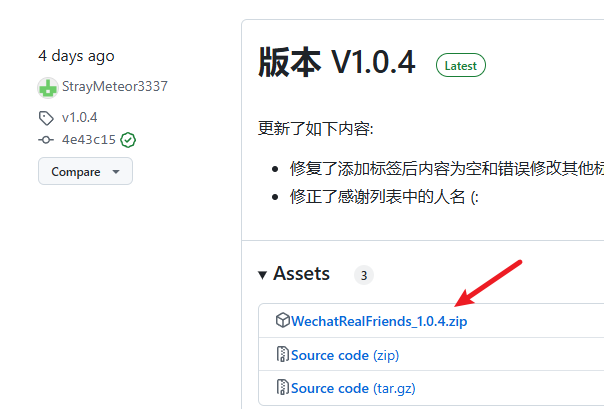 4 days ago
StrayMeteor3337
v1.0.4
4e43c15
Compare
版本 V1.0.4
Latest
更新了如下内容:
修复了添加标签后内容为空和错误修改其他标
修正了感谢列表中的人名 (:
Assets 3
WechatRealFriends_1.0.4.zip
Source code (zip)
Source code (tar.gz)